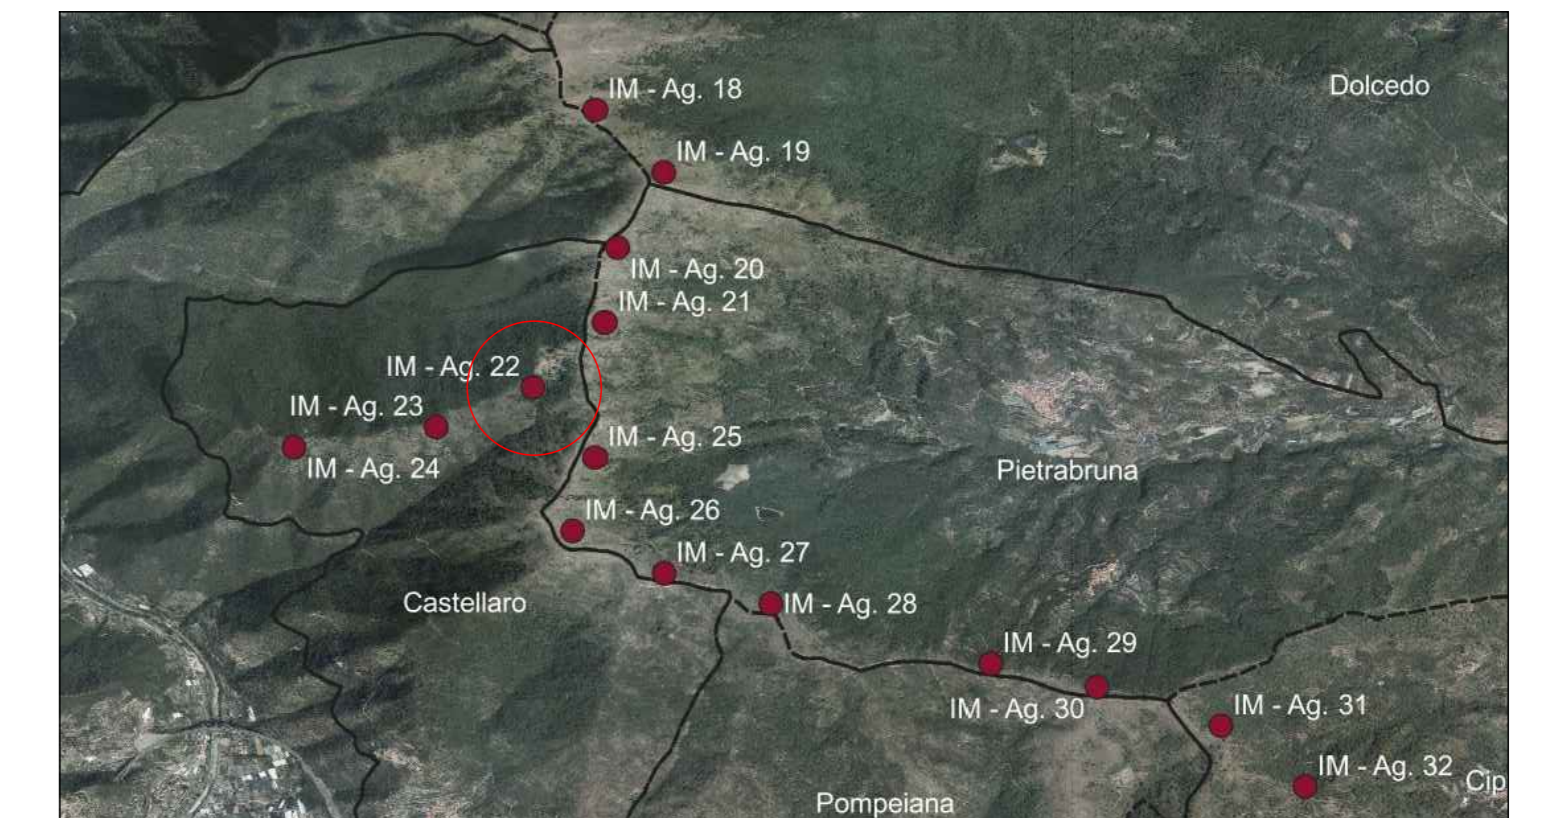 Dolcedo
IM - Ag. 18
IM - Ag. 19
IM - Ag. 20
IM - Ag. 21
IM - Ag. 22
IM - Ag. 23
IM - Ag. 24
IM - Ag. 25
Pietrabruna
IM - Ag. 26
IM - Ag. 27
Castellaro
IM - Ag. 28
IM - Ag. 29
IM - Ag. 30
IM - Ag. 31
IM - Ag. 32
Cip
Pompeiana